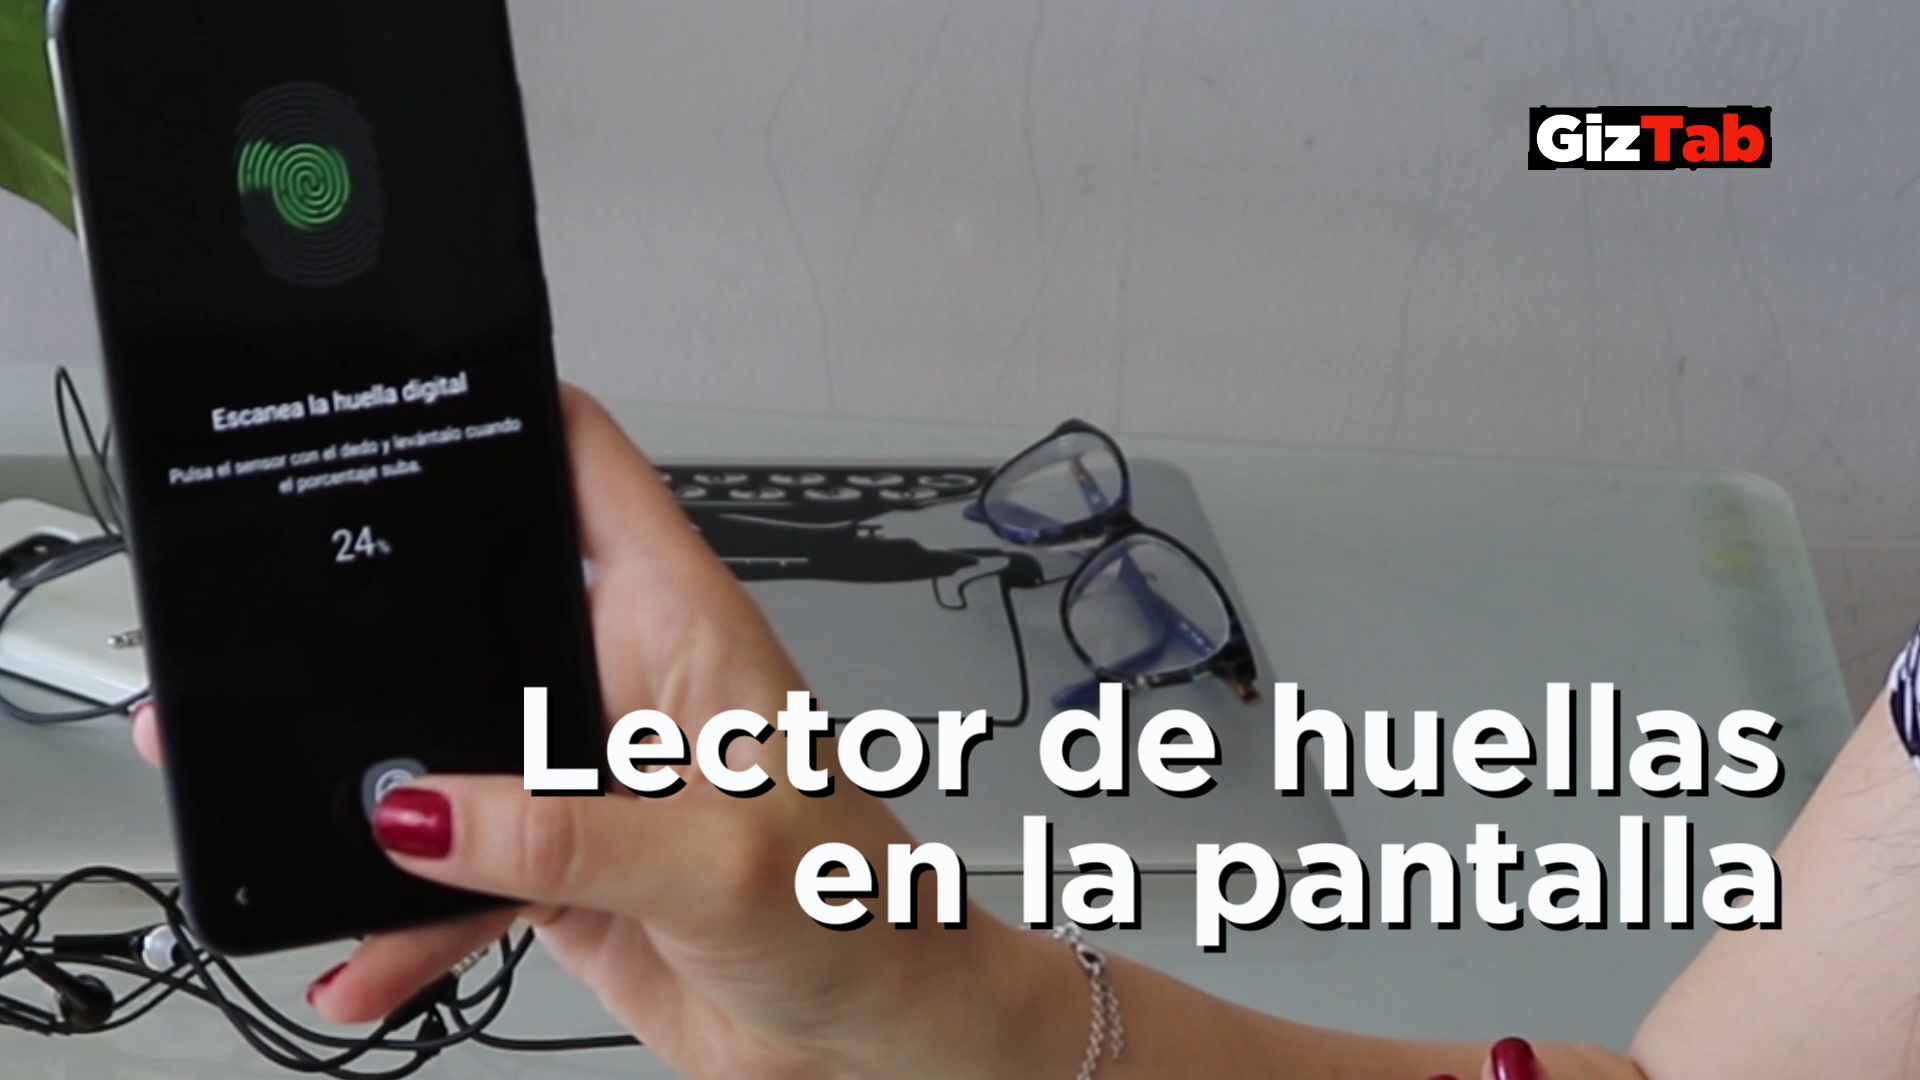 GizTab
Escanea la huella digital
Pulsa el sensor con el dedo y levántalo cuando
el porcentaje suba.
24%
Lector de huellas
en la pantalla